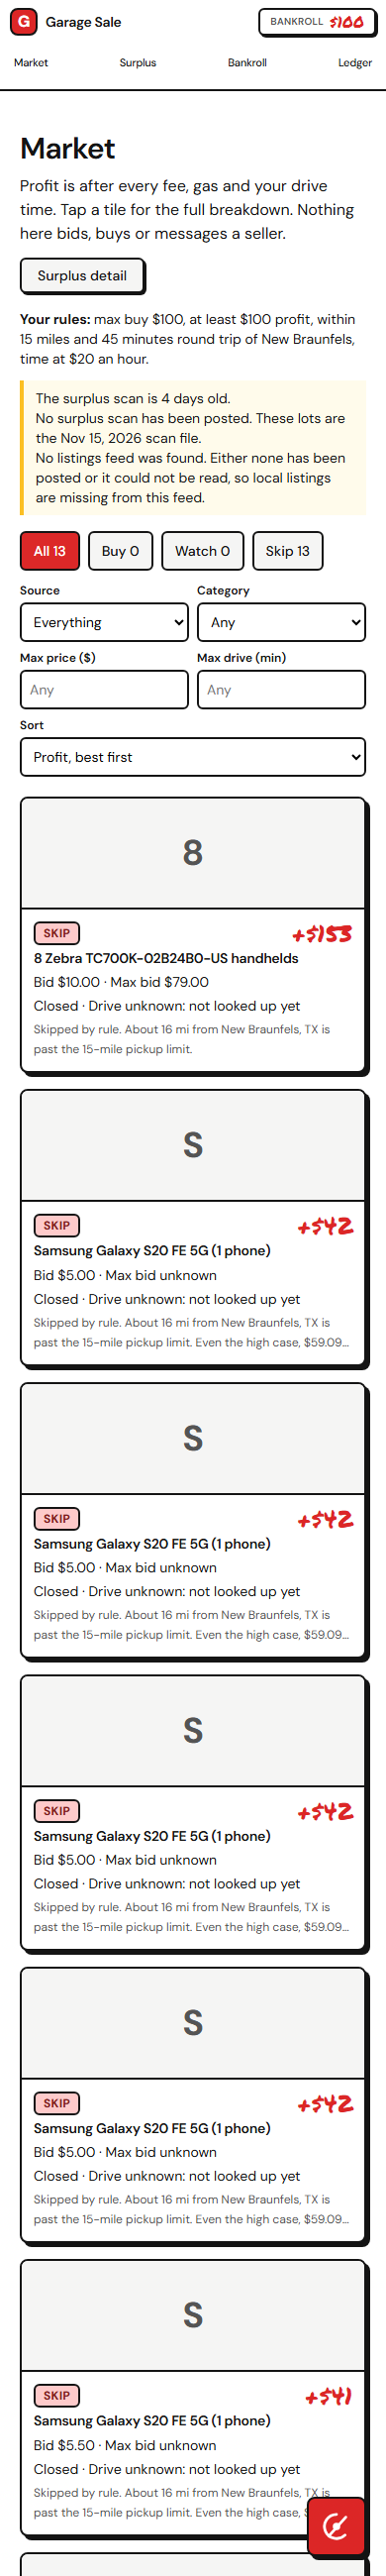 G Garage Sale
BANKROLL $100
Market Surplus Bankroll Ledger
Market
Profit is after every fee, gas and your drive
time. Tap a tile for the full breakdown. Nothing
here bids, buys or messages a seller.
Surplus detail
Your rules: max buy $100, at least $100 profit, within
15 miles and 45 minutes round trip of New Braunfels,
time at $20 an hour.
The surplus scan is 4 days old.
No surplus scan has been posted. These lots are
the Nov 15, 2026 scan file.
No listings feed was found. Either none has been
posted or it could not be read, so local listings
are missing from this feed.
All 13 Buy 0 Watch 0 Skip 13
Source Category
Everything Any
Max price ($) Max drive (min)
Any Any
Sort
Profit, best first
8
SKIP +$153
8 Zebra TC700K-02B24B0-US handhelds
Bid $10.00 · Max bid $79.00
Closed · Drive unknown: not looked up yet
Skipped by rule. About 16 mi from New Braunfels, TX is
past the 15-mile pickup limit.
S
SKIP +$42
Samsung Galaxy S20 FE 5G (1 phone)
Bid $5.00 · Max bid unknown
Closed · Drive unknown: not looked up yet
Skipped by rule. About 16 mi from New Braunfels, TX is
past the 15-mile pickup limit. Even the high case, $59.09...
S
SKIP +$42
Samsung Galaxy S20 FE 5G (1 phone)
Bid $5.00 · Max bid unknown
Closed · Drive unknown: not looked up yet
Skipped by rule. About 16 mi from New Braunfels, TX is
past the 15-mile pickup limit. Even the high case, $59.09...
S
SKIP +$42
Samsung Galaxy S20 FE 5G (1 phone)
Bid $5.00 · Max bid unknown
Closed · Drive unknown: not looked up yet
Skipped by rule. About 16 mi from New Braunfels, TX is
past the 15-mile pickup limit. Even the high case, $59.09...
S
SKIP +$42
Samsung Galaxy S20 FE 5G (1 phone)
Bid $5.00 · Max bid unknown
Closed · Drive unknown: not looked up yet
Skipped by rule. About 16 mi from New Braunfels, TX is
past the 15-mile pickup limit. Even the high case, $59.09...
S
SKIP +$41
Samsung Galaxy S20 FE 5G (1 phone)
Bid $5.50 · Max bid unknown
Closed · Drive unknown: not looked up yet
Skipped by rule. About 16 mi from New Braunfels, TX is
past the 15-mile pickup limit. Even the high case,